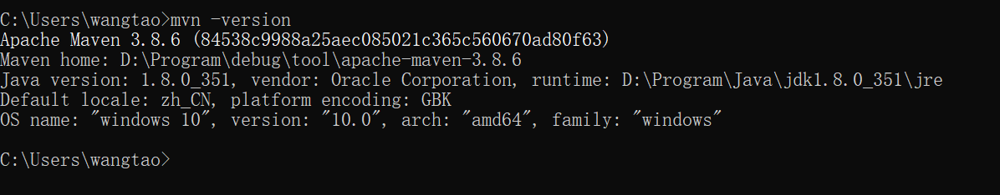 C:\Users\wangtao>mvn -version
Apache Maven 3.8.6 (84538c9988a25aec085021c365c560670ad80f63)
Maven home: D:\Program\debug\tool\apache-maven-3.8.6
Java version: 1.8.0_351, vendor: Oracle Corporation, runtime: D:\Program\Java\jdk1.8.0_351\jre
Default locale: zh_CN, platform encoding: GBK
OS name: "windows 10", version: "10.0", arch: "amd64", family: "windows"
C:\Users\wangtao>